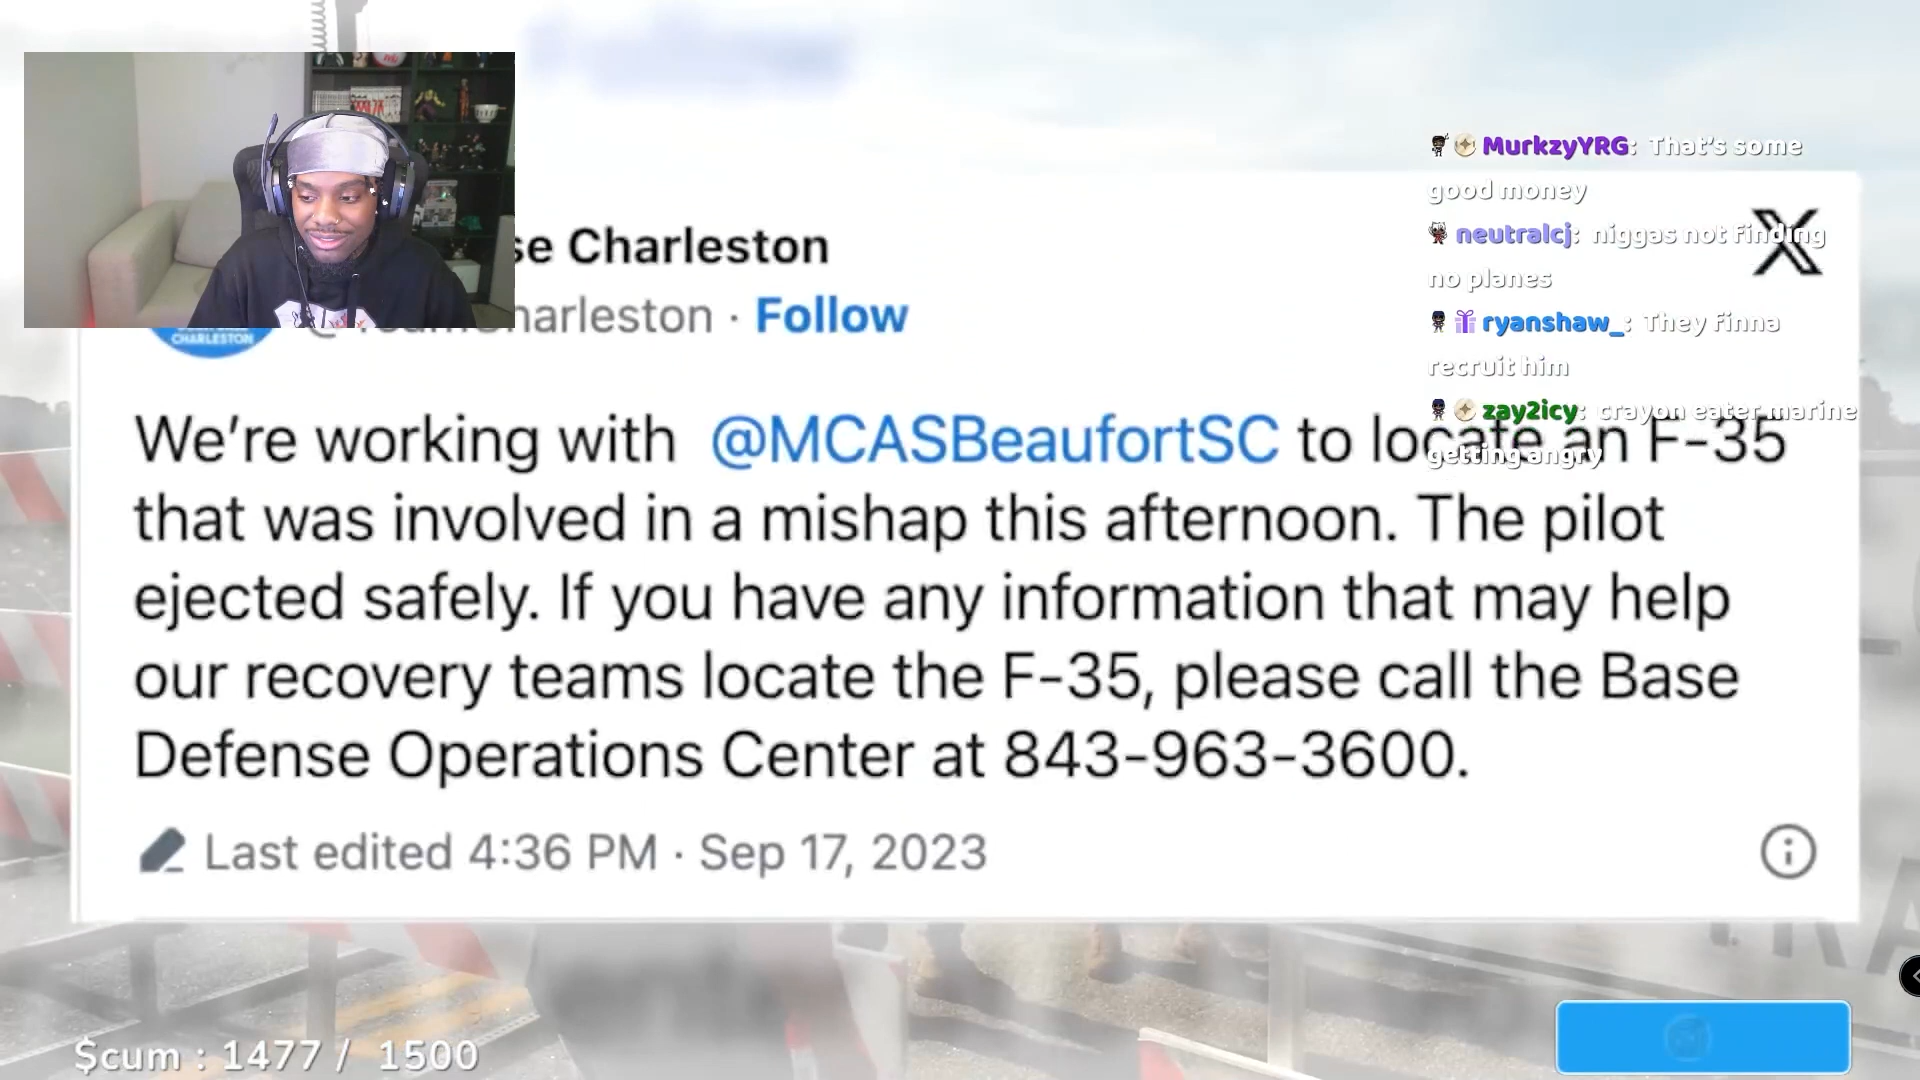 se Charleston
harleston · Follow
CHARLESTON
We’re working with @MCASBeaufortSC to locate an F-35
that was involved in a mishap this afternoon. The pilot
ejected safely. If you have any information that may help
our recovery teams locate the F-35, please call the Base
Defense Operations Center at 843-963-3600.
Last edited 4:36 PM · Sep 17, 2023
MurkzyYRG: That's some
good money
neutralcj: niggas not finding
no planes
ryanshaw_: They finna
recruit him
zay2icy: crayon eater marine
getting angry
$cum : 1477 / 1500